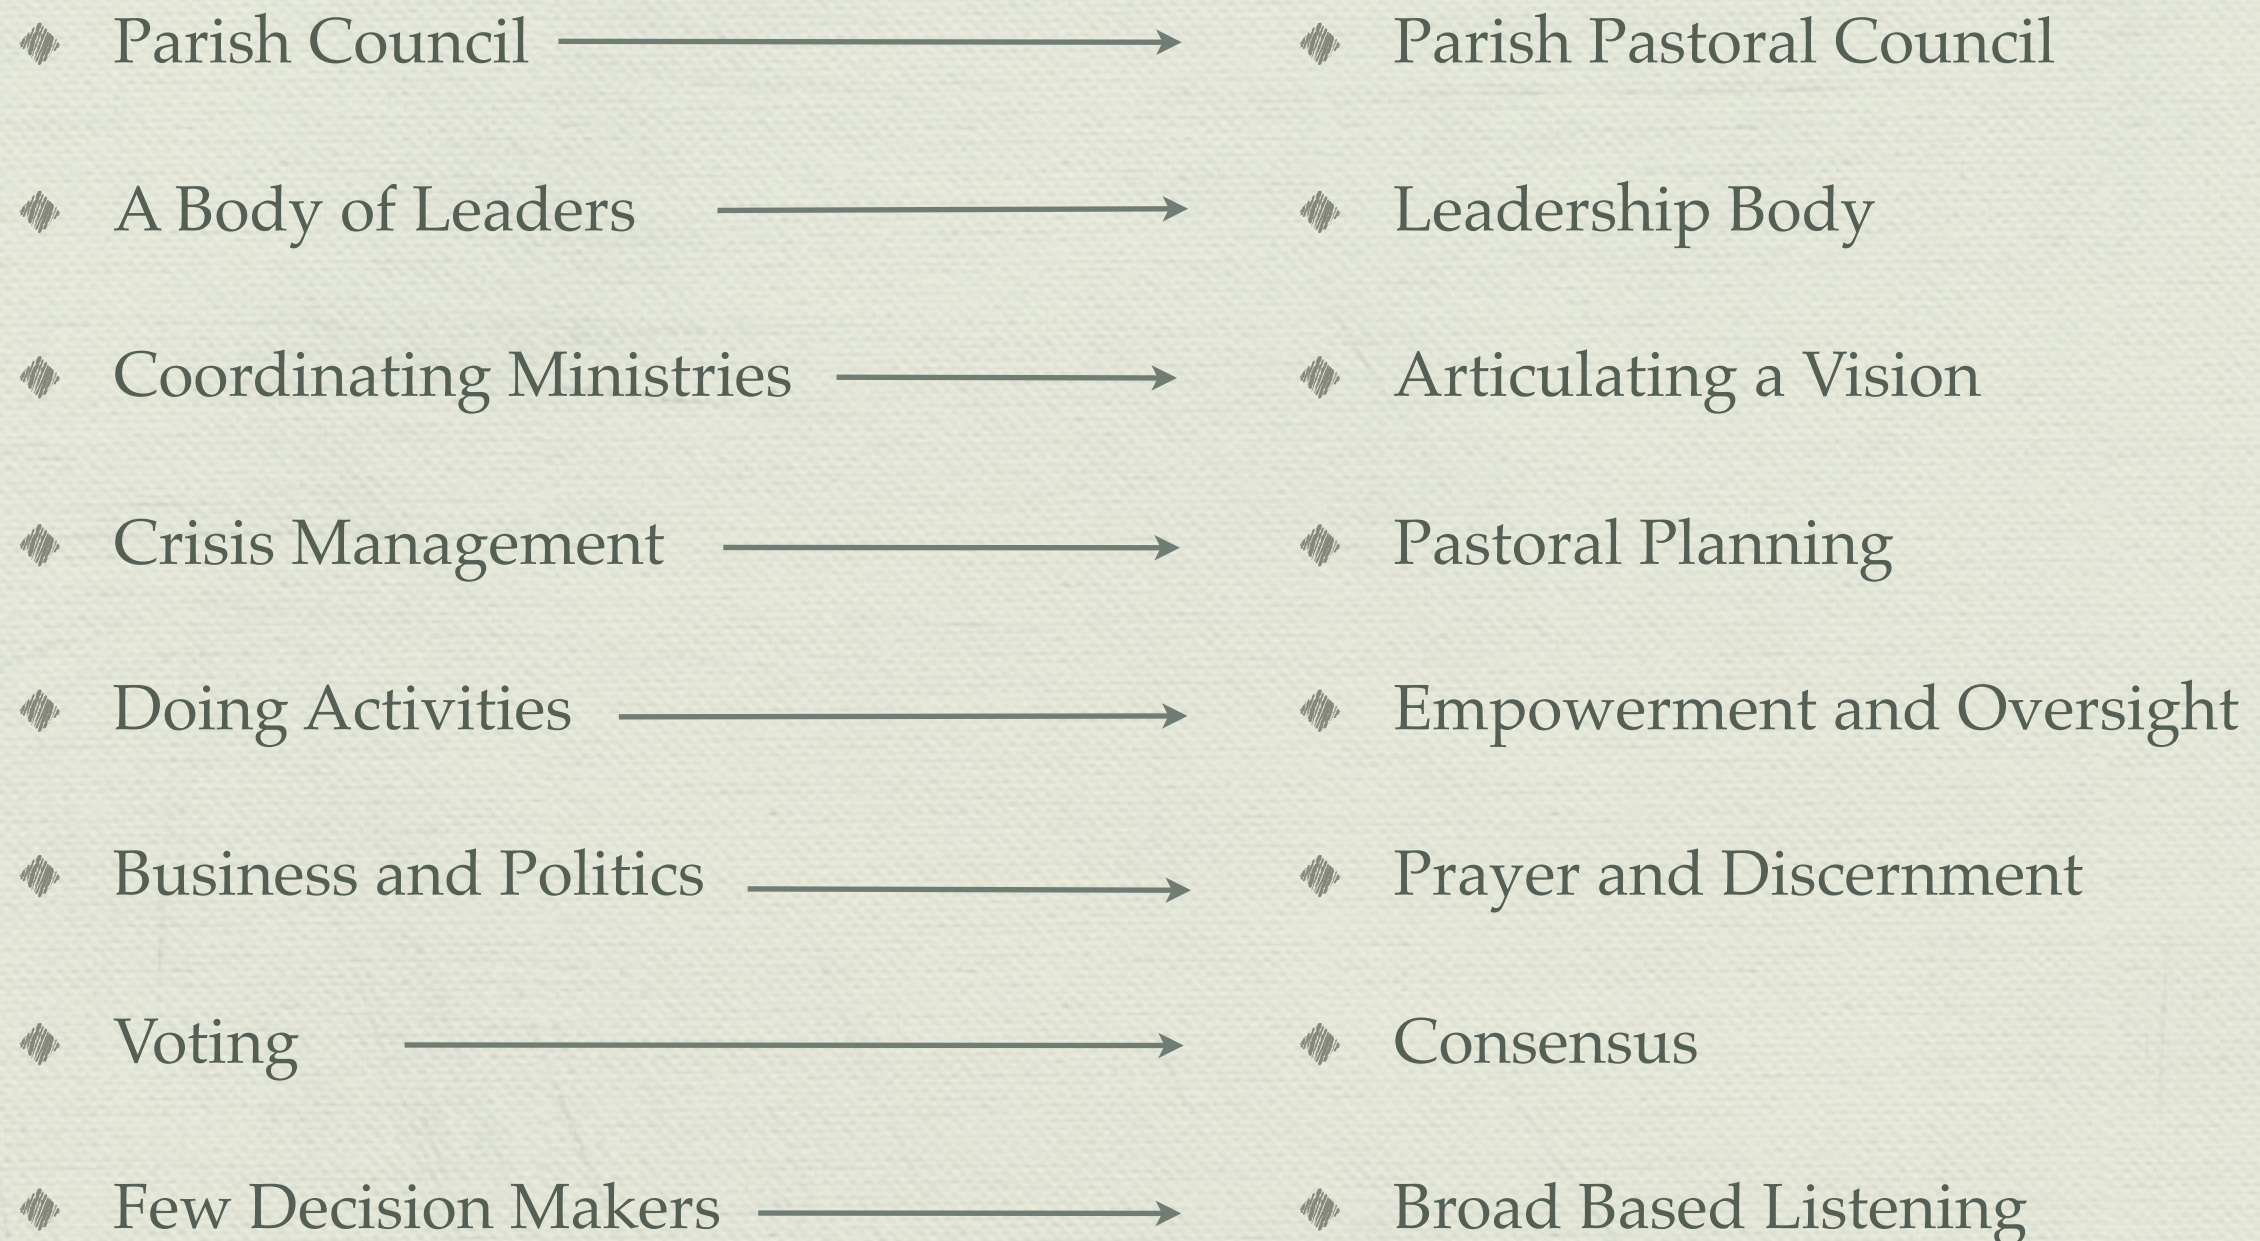 Parish Council Parish Pastoral Council
A Body of Leaders Leadership Body
Coordinating Ministries Articulating a Vision
Crisis Management Pastoral Planning
Doing Activities Empowerment and Oversight
Business and Politics Prayer and Discernment
Voting Consensus
Few Decision Makers Broad Based Listening